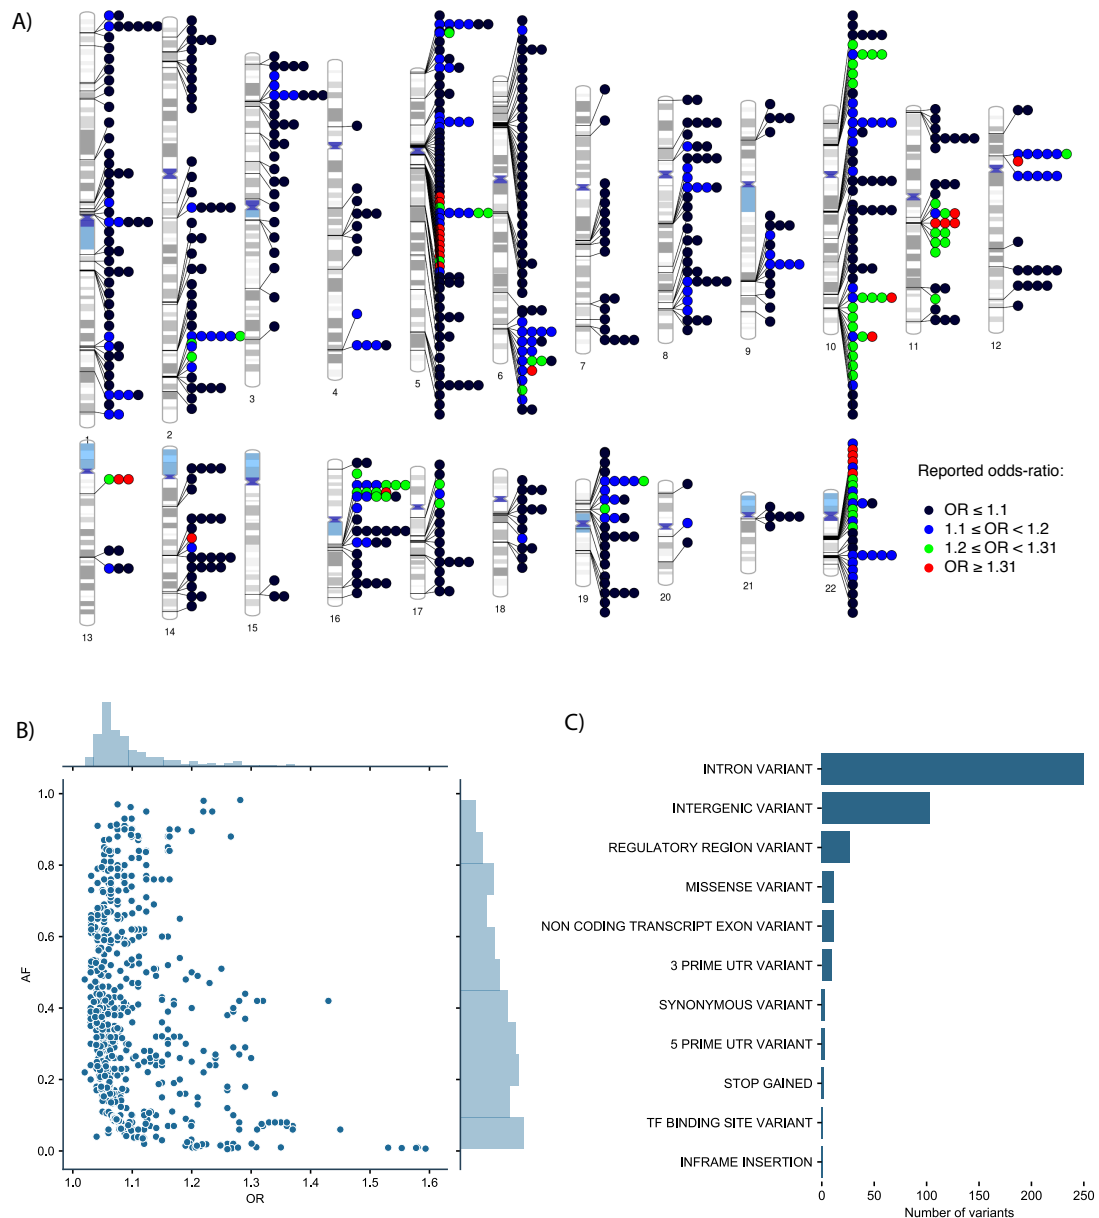 A)
1
2
3
4
5
6
7
8
9
10
11
12
13
14
15
16
17
18
19
20
21
22
Reported odds-ratio:
OR ≤ 1.1
1.1 ≤ OR < 1.2
1.2 ≤ OR < 1.31
OR ≥ 1.31
B)
1.0
0.8
0.6
0.4
0.2
0.0
AF
1.0 1.1 1.2 1.3 1.4 1.5 1.6
OR
C)
INTRON VARIANT
INTERGENIC VARIANT
REGULATORY REGION VARIANT
MISSENSE VARIANT
NON CODING TRANSCRIPT EXON VARIANT
3 PRIME UTR VARIANT
SYNONYMOUS VARIANT
5 PRIME UTR VARIANT
STOP GAINED
TF BINDING SITE VARIANT
INFRAME INSERTION
0 50 100 150 200 250
Number of variants